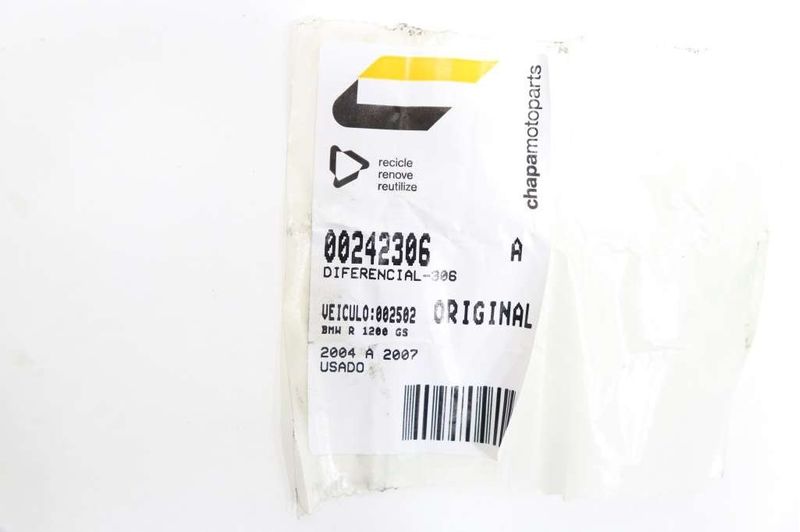 chapamotoparts
recicle
renove
reutilize
00242306 A
DIFERENCIAL-306
VEICULO:002502 ORIGINAL
BMW R 1200 GS
2004 A 2007
USADO